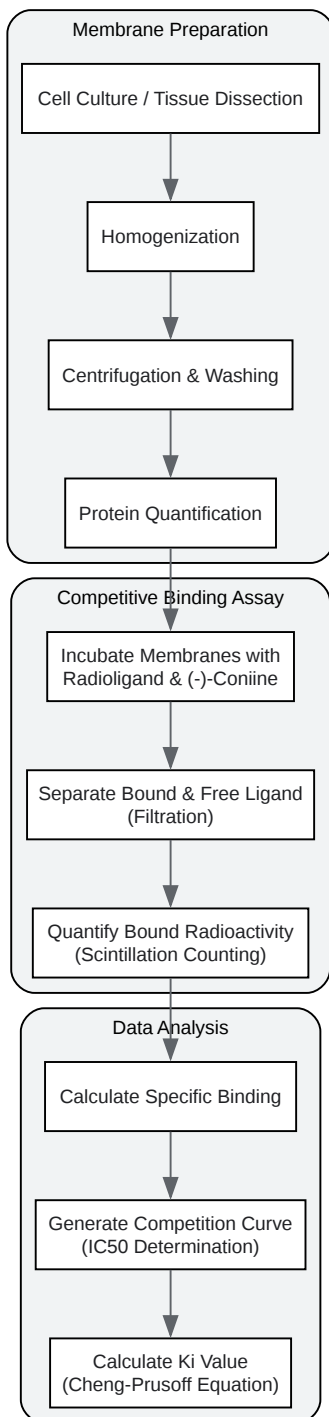 Membrane Preparation
Cell Culture / Tissue Dissection
Homogenization
Centrifugation & Washing
Protein Quantification
Competitive Binding Assay
Incubate Membranes with
Radioligand & (-)-Coniine
Separate Bound & Free Ligand
(Filtration)
Quantify Bound Radioactivity
(Scintillation Counting)
Data Analysis
Calculate Specific Binding
Generate Competition Curve
(IC50 Determination)
Calculate Ki Value
(Cheng-Prusoff Equation)